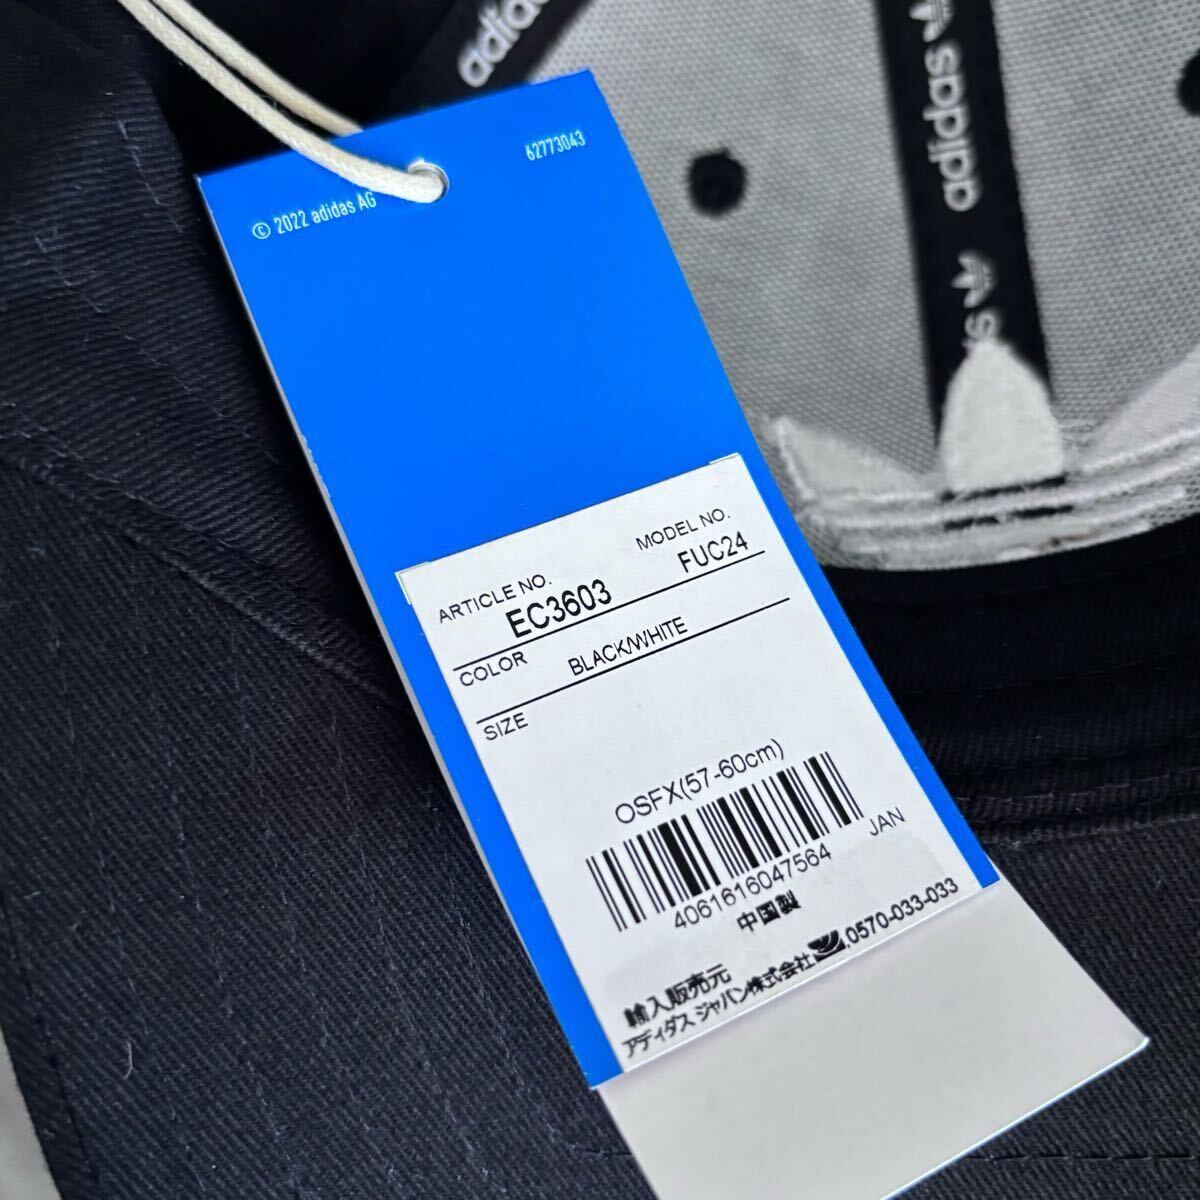 adidas
adidas
© 2022 adidas AG
62773043
ARTICLE NO.
MODEL NO.
EC3603
FUC24
COLOR
BLACK/WHITE
SIZE
OSFX(57-60cm)
JAN
4061616047564
中国製
輸入販売元
アディダス ジャパン株式会社 0570-033-033